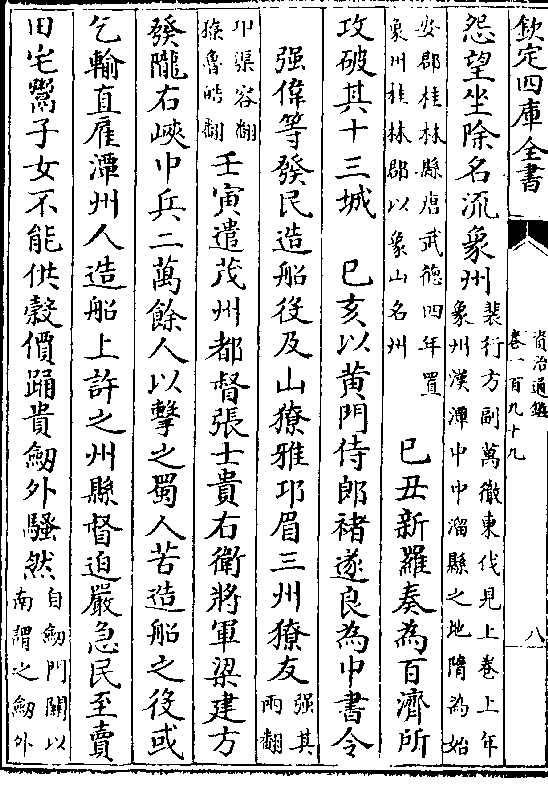 欽定四庫全書
資治通鑑
卷一百九十九
八
怨望坐除名流象州裴行方副萬徹東伐見上卷上年
象州漢潭中中溜縣之地隋為始
安郡桂林縣唐武德四年置
象州桂林郡以象山名州
己丑新羅奏為百濟所
攻破其十三城 己亥以黄門侍郎禇遂良為中書令
强偉等發民造船役及山獠雅邛眉三州獠反强其
兩翻
卭渠容翻
獠魯皓翻
壬寅遣茂州都督張士貴右衛將軍梁建方
發隴右峽中兵二萬餘人以擊之蜀人苦造船之役或
乞輸直雇潭州人造船上許之州縣督迫嚴急民至賣
田宅鬻子女不能供榖價踊貴劔外騷然自劔門關以
南謂之劔外